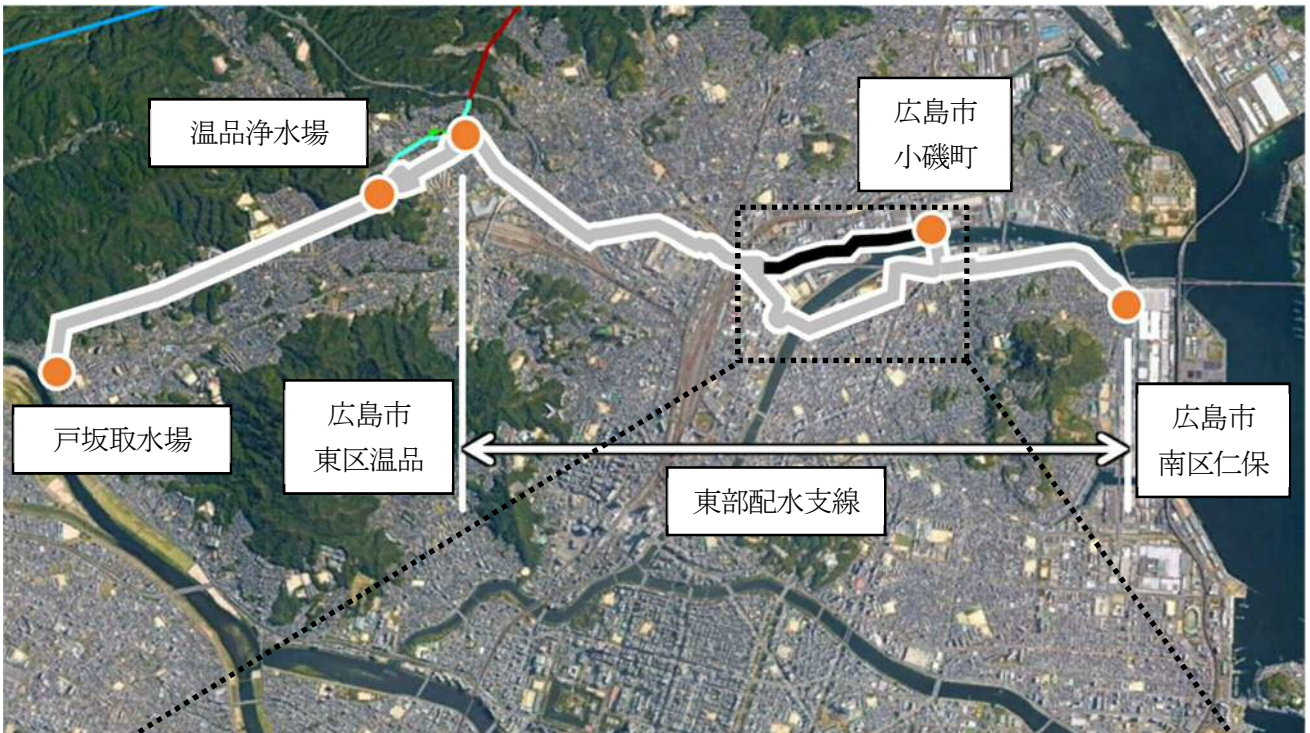 温品浄水場
広島市
小磯町
戸坂取水場
広島市
東区温品
東部配水支線
広島市
南区仁保